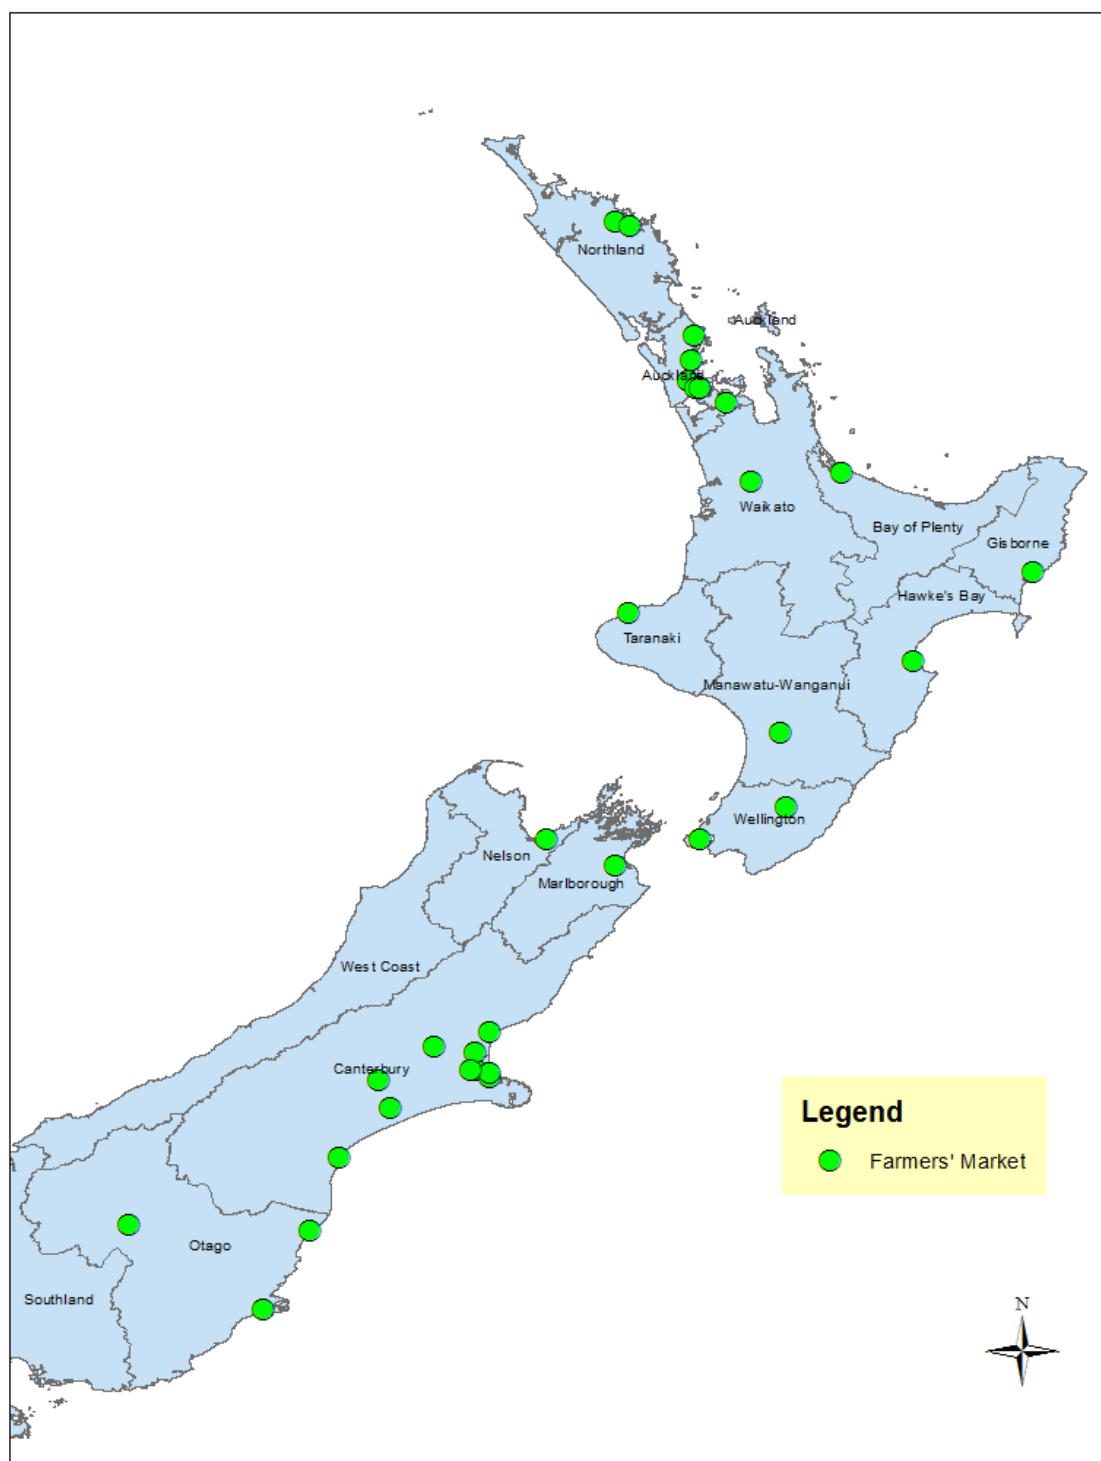 Northland
Auckland
Auckland
Waikato
Bay of Plenty
Gisborne
Hawke's Bay
Taranaki
Manawatu-Wanganui
Wellington
Nelson
Marlborough
West Coast
Canterbury
Legend
Farmers' Market
Otago
Southland
N